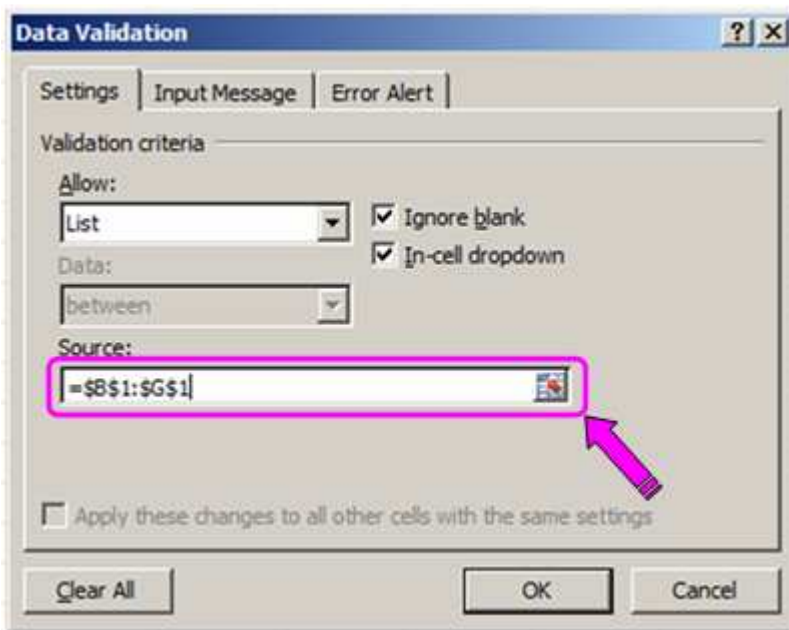 Data Validation
Settings Input Message Error Alert
Validation criteria
Allow:
List
Ignore blank
In-cell dropdown
Data:
between
Source:
=$B$1:$G$1
Apply these changes to all other cells with the same settings
Clear All OK Cancel